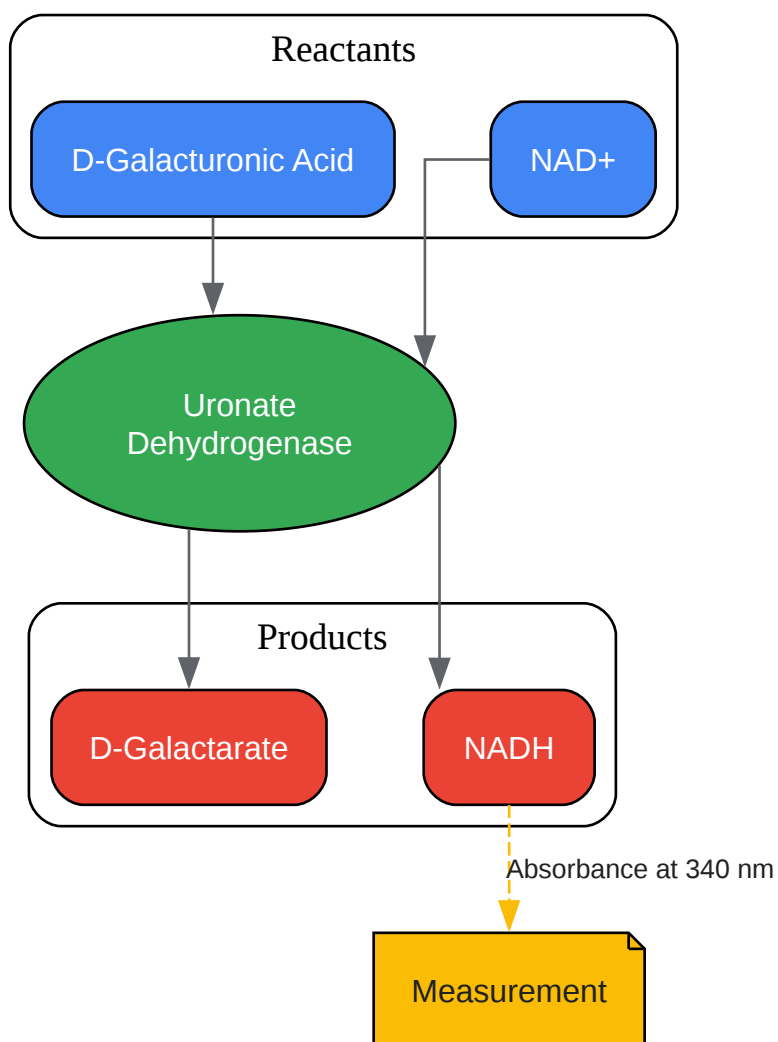 Reactants
D-Galacturonic Acid
NAD+
Uronate
Dehydrogenase
Products
D-Galactarate
NADH
Absorbance at 340 nm
Measurement